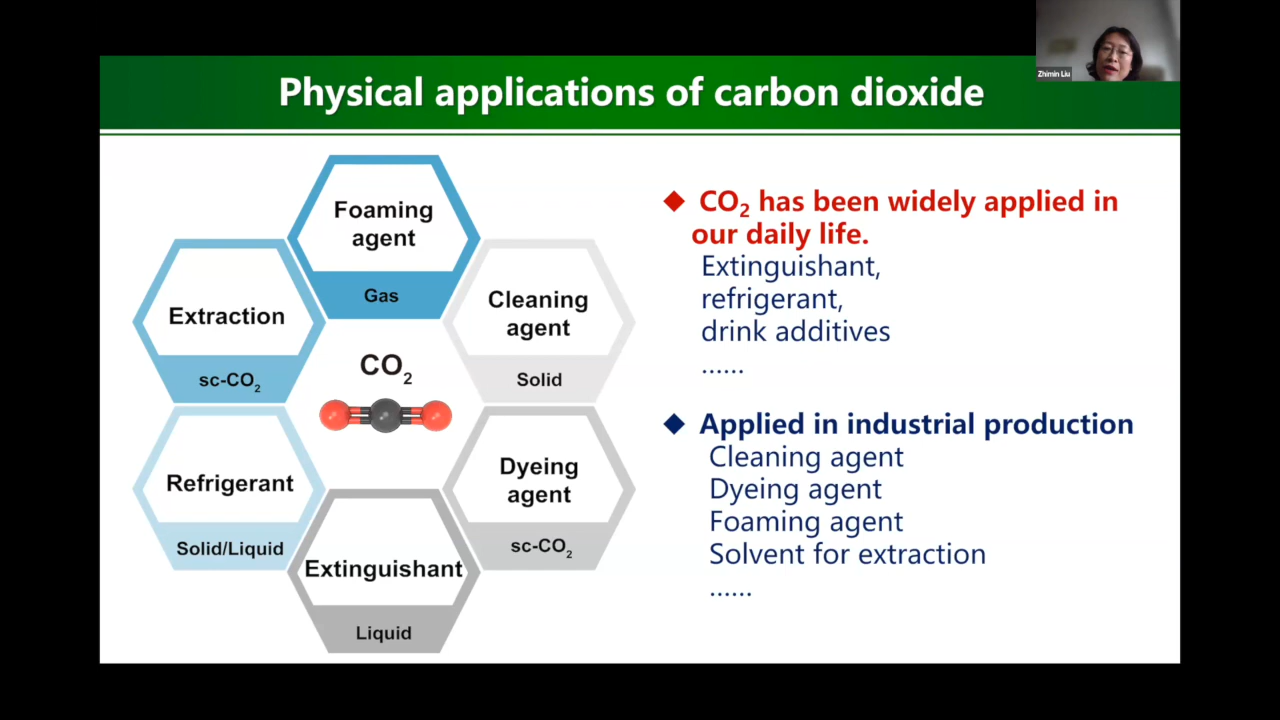 Zhimin Liu
Physical applications of carbon dioxide
Foaming
agent
Gas
Extraction
sc-CO₂
Cleaning
agent
Solid
CO₂
Refrigerant
Solid/Liquid
Dyeing
agent
sc-CO₂
Extinguishant
Liquid
◆ CO₂ has been widely applied in
our daily life.
Extinguishant,
refrigerant,
drink additives
......
◆ Applied in industrial production
Cleaning agent
Dyeing agent
Foaming agent
Solvent for extraction
......